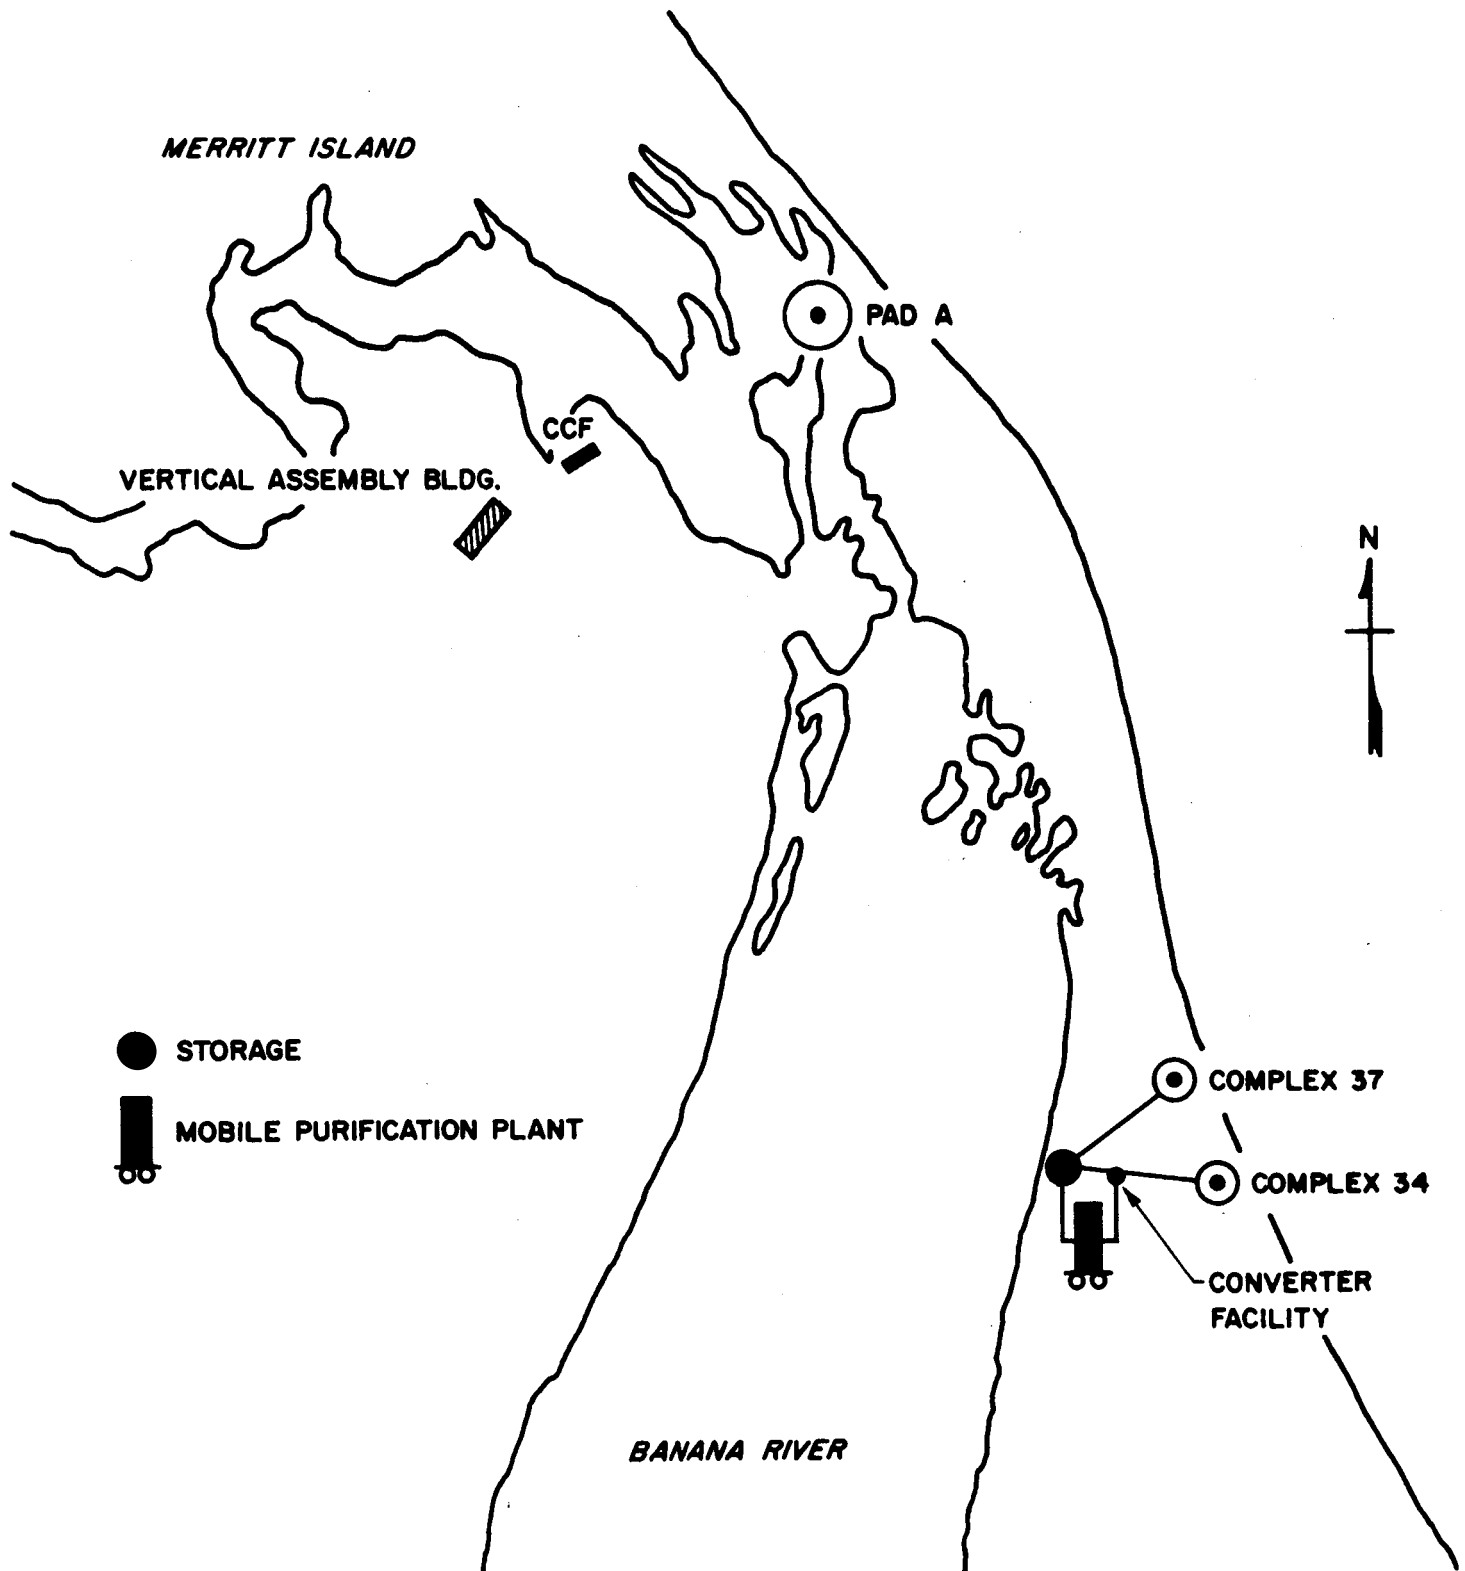 MERRITT ISLAND
PAD A
CCF
VERTICAL ASSEMBLY BLDG.
N
STORAGE
COMPLEX 37
MOBILE PURIFICATION PLANT
COMPLEX 34
CONVERTER
FACILITY
BANANA RIVER